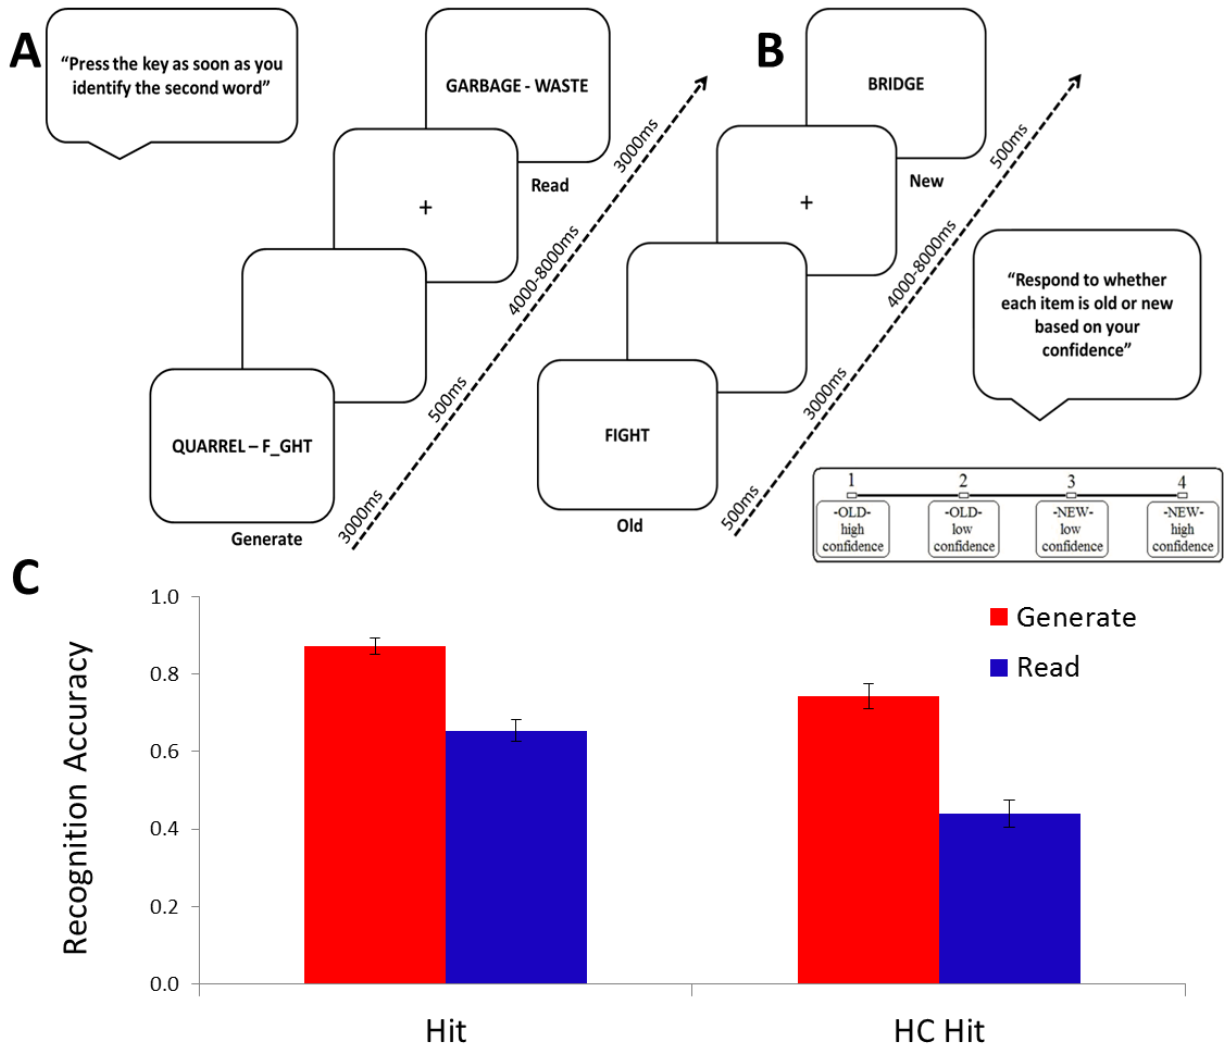 A
“Press the key as soon as you
identify the second word”
GARBAGE - WASTE
Read
+
QUARREL – F_GHT
Generate
3000ms
500ms
4000-8000ms
3000ms
B
BRIDGE
New
+
FIGHT
Old
500ms
3000ms
4000-8000ms
500ms
“Respond to whether
each item is old or new
based on your
confidence”
1 2 3 4
-OLD-
high
confidence
-OLD-
low
confidence
-NEW-
low
confidence
-NEW-
high
confidence
C
Recognition Accuracy
1.0
0.8
0.6
0.4
0.2
0.0
Generate
Read
Hit
HC Hit